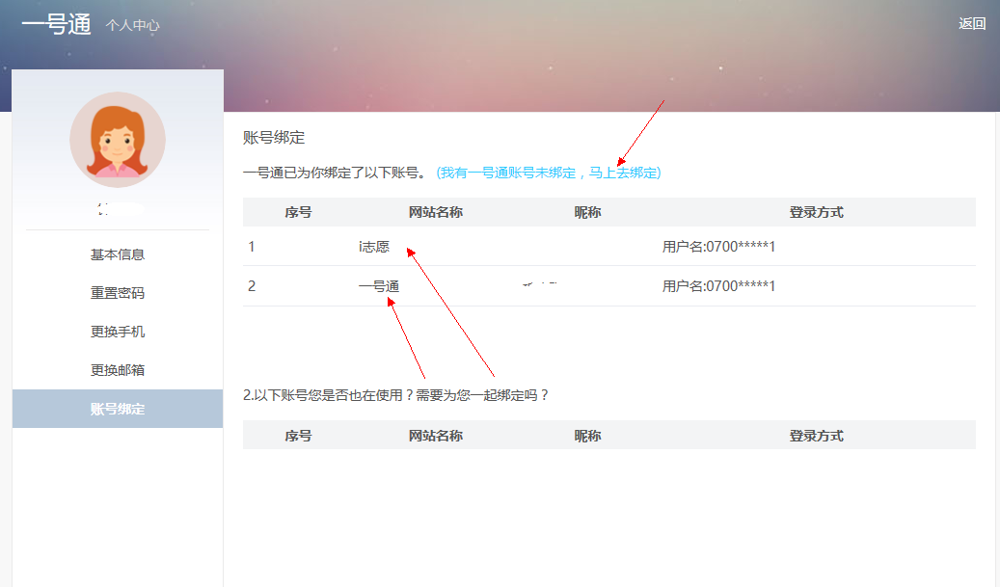 一号通 个人中心 返回
基本信息
重置密码
更换手机
更换邮箱
账号绑定
账号绑定
一号通已为你绑定了以下账号。 (我有一号通账号未绑定，马上去绑定)
序号 网站名称 昵称 登录方式
1 i志愿 用户名:0700*****1
2 一号通 用户名:0700*****1
2.以下账号您是否也在使用？需要为您一起绑定吗？
序号 网站名称 昵称 登录方式